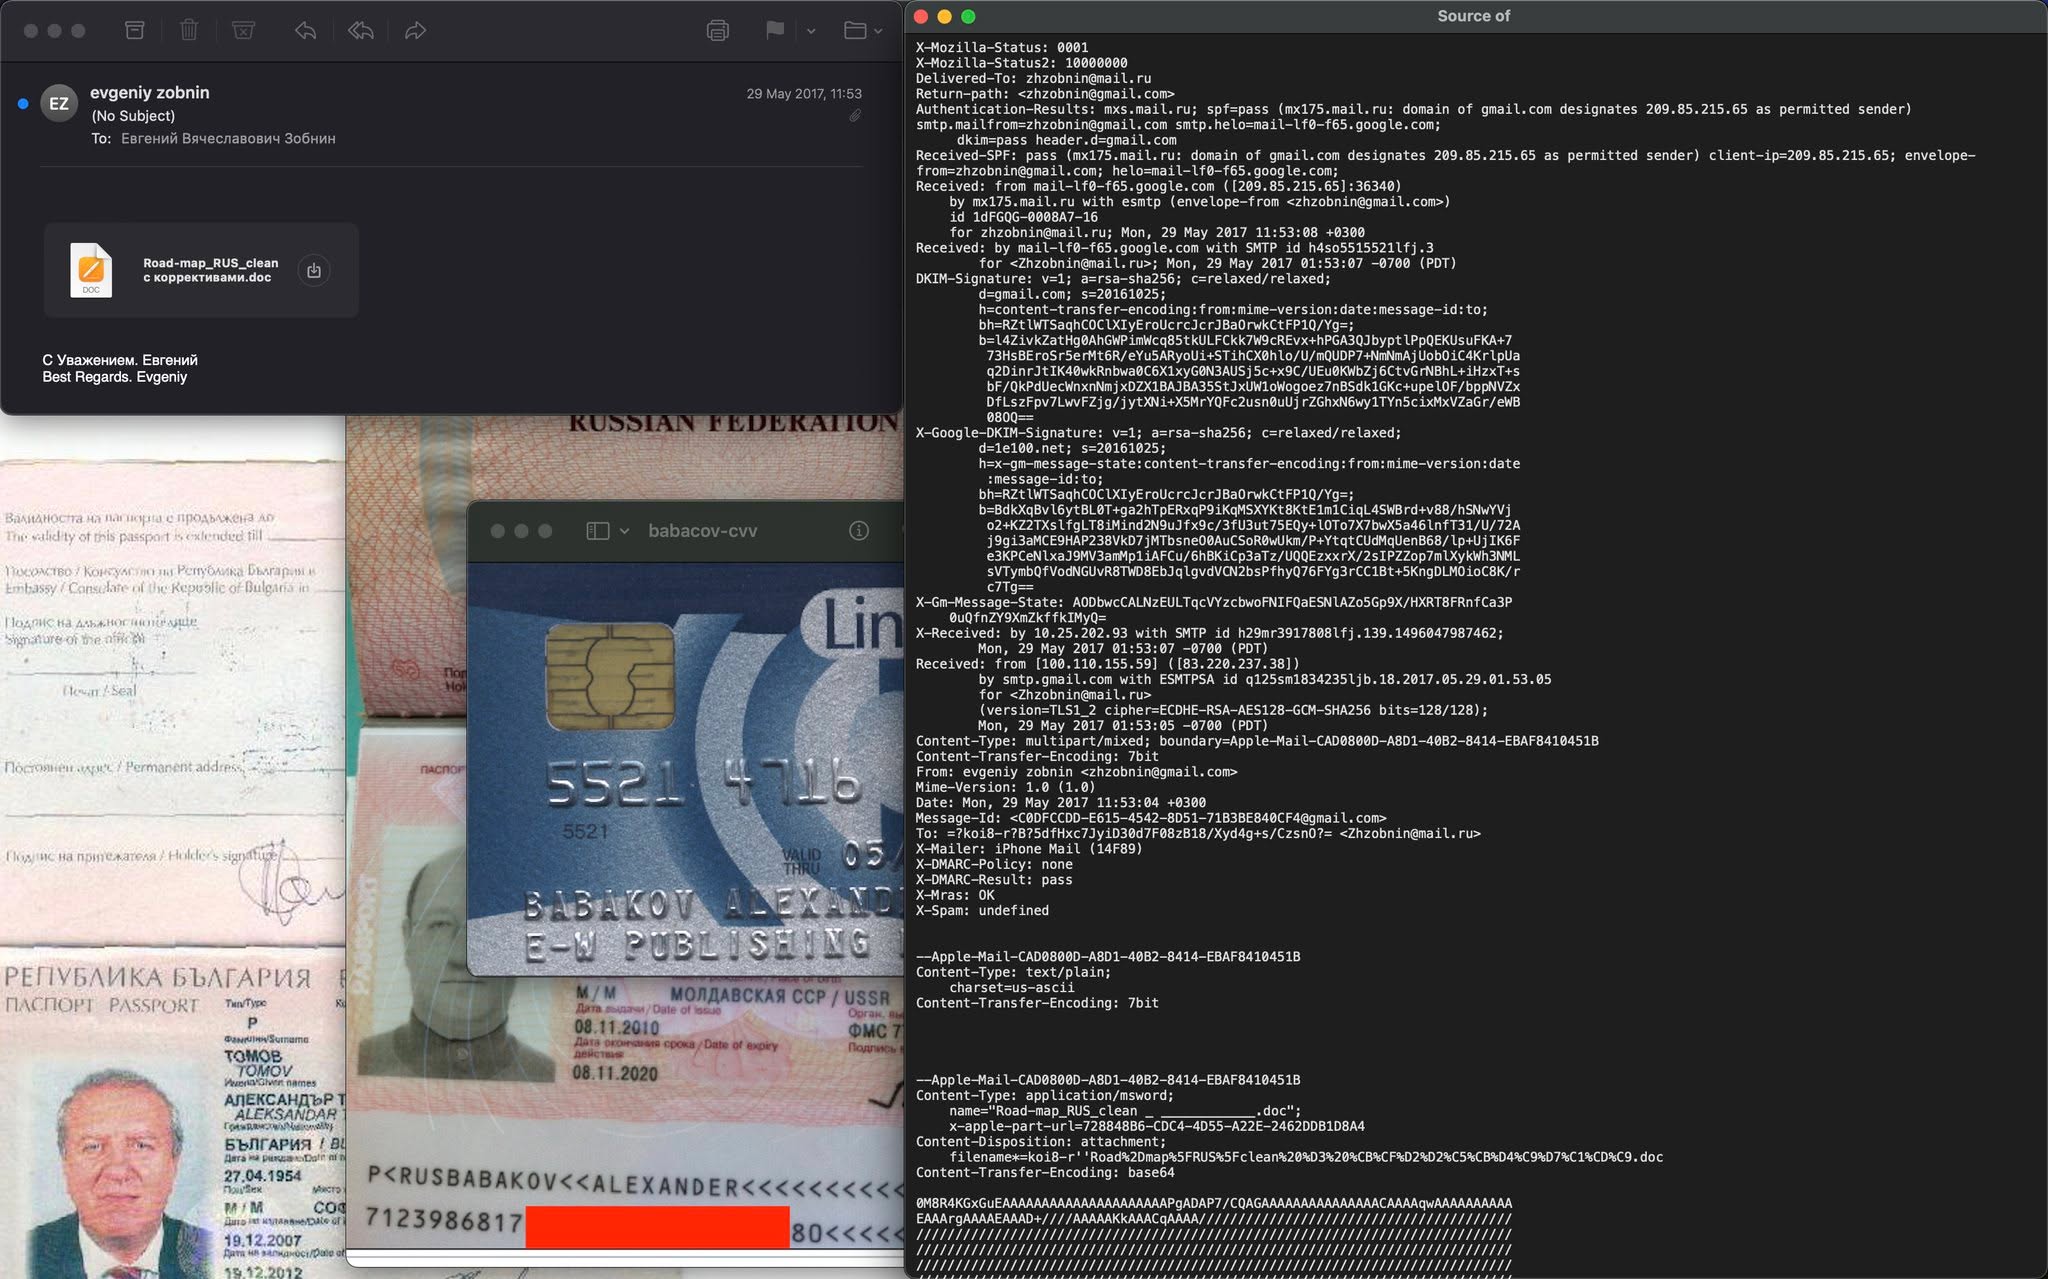 evgeniy zobnin
29 May 2017, 11:53
EZ
(No Subject)
To: Евгений Вячеславович Зобнин
Road-map_RUS_clean
с коррективами.doc
DOC
С Уважением. Евгений
Best Regards. Evgeniy
RUSSIAN FEDERATION
Валидността на паспорта е продължена до
The validity of this passport is extended till
Посолство / Консулство на Република България в
Embassy / Consulate of the Republic of Bulgaria in
Подпис на длъжностното лице
Signature of the official
Печат / Seal
Постоянен адрес / Permanent address
Подпис на притежателя / Holder's signature
РЕПУБЛИКА БЪЛГАРИЯ
ПАСПОРТ PASSPORT
Тип/Type
P
Фамилия/Surname
ТОМОВ
TOMOV
Имена/Given names
АЛЕКСАНДЪР Т
ALEKSANDAR T
Гражданство/Nationality
БЪЛГАРИЯ / BU
27.04.1954
Пол/Sex
М / M СОФ
19.12.2007
19.12.2012
babacov-cvv
Lin
5521 4716
5521
VALID
THRU 05/
BABAKOV ALEXAND
E-W PUBLISHING
ПАСПОРТ
М / M МОЛДАВСКАЯ ССР / USSR
Дата выдачи / Date of issue
08.11.2010
ФМС 77
Дата окончания срока / Date of expiry
действия
Подпись
08.11.2020
P<RUSBABAKOV<<ALEXANDER<<<<<<<<<<
7123986817
80<<<<<
Source of
X-Mozilla-Status: 0001
X-Mozilla-Status2: 10000000
Delivered-To: zhzobnin@mail.ru
Return-path: <zhzobnin@gmail.com>
Authentication-Results: mxs.mail.ru; spf=pass (mx175.mail.ru: domain of gmail.com designates 209.85.215.65 as permitted sender)
smtp.mailfrom=zhzobnin@gmail.com smtp.helo=mail-lf0-f65.google.com;
dkim=pass header.d=gmail.com
Received-SPF: pass (mx175.mail.ru: domain of gmail.com designates 209.85.215.65 as permitted sender) client-ip=209.85.215.65; envelope-
from=zhzobnin@gmail.com; helo=mail-lf0-f65.google.com;
Received: from mail-lf0-f65.google.com ([209.85.215.65]:36340)
by mx175.mail.ru with esmtp (envelope-from <zhzobnin@gmail.com>)
id 1dFGQG-0008A7-16
for zhzobnin@mail.ru; Mon, 29 May 2017 11:53:08 +0300
Received: by mail-lf0-f65.google.com with SMTP id h4so5515521lfj.3
for <Zhzobnin@mail.ru>; Mon, 29 May 2017 01:53:07 -0700 (PDT)
DKIM-Signature: v=1; a=rsa-sha256; c=relaxed/relaxed;
d=gmail.com; s=20161025;
h=content-transfer-encoding:from:mime-version:date:message-id:to;
bh=RZtlWTSaqhCOClXIyEroUcrcJcrJBaOrwkCtFP1Q/Yg=;
b=l4ZivkZatHg0AhGWPimWcq85tkULFCkk7W9cREvx+hPGA3QJbyptlPpQEKUsuFKA+7
73HsBEroSr5erMt6R/eYu5ARyoUi+STihCX0hlo/U/mQUDP7+NmNmAjUobOiC4KrlpUa
q2DinrJtIK40wkRnbwa0C6X1xyG0N3AUSj5c+x9C/UEu0KWbZj6CtvGrNBhL+iHzxT+s
bF/QkPdUecWnxnNmjxDZX1BAJBA35StJxUW1oWogoez7nBSdk1GKc+upelOF/bppNVZx
DfLszFpv7LwvFZjg/jytXNi+X5MrYQFc2usn0uUjrZGhxN6wy1TYn5cixMxVZaGr/eWB
08OQ==
X-Google-DKIM-Signature: v=1; a=rsa-sha256; c=relaxed/relaxed;
d=1e100.net; s=20161025;
h=x-gm-message-state:content-transfer-encoding:from:mime-version:date
:message-id:to;
bh=RZtlWTSaqhCOClXIyEroUcrcJcrJBaOrwkCtFP1Q/Yg=;
b=BdkXqBvl6ytBL0T+ga2hTpERxqP9iKqMSXYKt8KtE1m1CiqL4SWBrd+v88/hSNwYVj
o2+KZ2TXslfgLT8iMind2N9uJfx9c/3fU3ut75EQy+lOTo7X7bwX5a46lnfT31/U/72A
j9gi3aMCE9HAP238VkD7jMTbsneO0AuCSoR0wUkm/P+YtqtCUdMqUenB68/lp+UjIK6F
e3KPCeNlxaJ9MV3amMp1iAFCu/6hBKiCp3aTz/UQQEzxxrX/2sIPZZop7mlXykWh3NML
sVTymbQfVodNGUvR8TWD8EbJqlgvdVCN2bsPfhyQ76FYg3rCC1Bt+5KngDLMOioC8K/r
c7Tg==
X-Gm-Message-State: AODbwcCALNzEULTqcVYzcbwoFNIFQaESNlAZo5Gp9X/HXRT8FRnfCa3P
0uQfnZY9XmZkffkIMyQ=
X-Received: by 10.25.202.93 with SMTP id h29mr3917808lfj.139.1496047987462;
Mon, 29 May 2017 01:53:07 -0700 (PDT)
Received: from [100.110.155.59] ([83.220.237.38])
by smtp.gmail.com with ESMTPSA id q125sm1834235ljb.18.2017.05.29.01.53.05
for <Zhzobnin@mail.ru>
(version=TLS1_2 cipher=ECDHE-RSA-AES128-GCM-SHA256 bits=128/128);
Mon, 29 May 2017 01:53:05 -0700 (PDT)
Content-Type: multipart/mixed; boundary=Apple-Mail-CAD0800D-A8D1-40B2-8414-EBAF8410451B
Content-Transfer-Encoding: 7bit
From: evgeniy zobnin <zhzobnin@gmail.com>
Mime-Version: 1.0 (1.0)
Date: Mon, 29 May 2017 11:53:04 +0300
Message-Id: <C0DFCCDD-E615-4542-8D51-71B3BE840CF4@gmail.com>
To: =?koi8-r?B?5dfHxc7JyiD30d7F08zB18/Xyd4g+s/CzsnO?= <Zhzobnin@mail.ru>
X-Mailer: iPhone Mail (14F89)
X-DMARC-Policy: none
X-DMARC-Result: pass
X-Mras: OK
X-Spam: undefined
--Apple-Mail-CAD0800D-A8D1-40B2-8414-EBAF8410451B
Content-Type: text/plain;
charset=us-ascii
Content-Transfer-Encoding: 7bit
--Apple-Mail-CAD0800D-A8D1-40B2-8414-EBAF8410451B
Content-Type: application/msword;
name="Road-map_RUS_clean _ ____________.doc";
x-apple-part-url=728848B6-CDC4-4D55-A22E-2462DDB1D8A4
Content-Disposition: attachment;
filename*=koi8-r''Road%2Dmap%5FRUS%5Fclean%20%D3%20%CB%CF%D2%D2%C5%CB%D4%C9%D7%C1%CD%C9.doc
Content-Transfer-Encoding: base64
0M8R4KGxGuEAAAAAAAAAAAAAAAAAAAAAPgADAP7/CQAGAAAAAAAAAAAAAAACAAAAqwAAAAAAAAAA
EAAArgAAAAEAAAD+////AAAAAKkAAACqAAAA////////////////////////////////////////